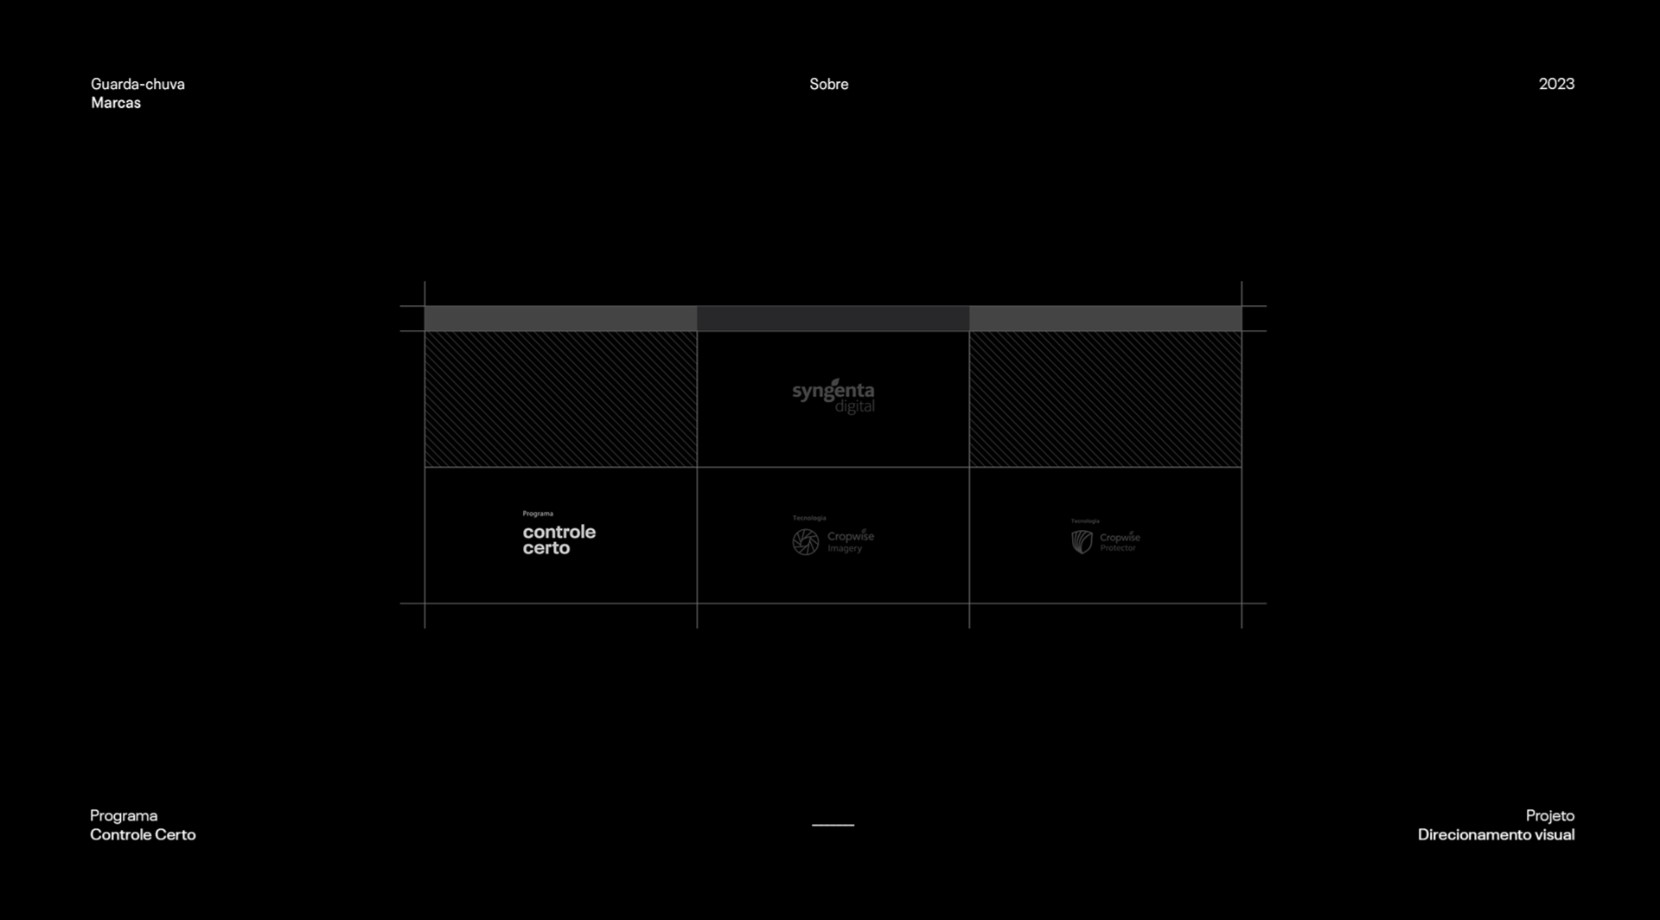 Guarda-chuva
Marcas
Sobre
2023
syngenta
digital
Programa
controle
certo
Tecnologia
Cropwise
Imagery
Tecnologia
Cropwise
Protector
Programa
Controle Certo
Projeto
Direcionamento visual